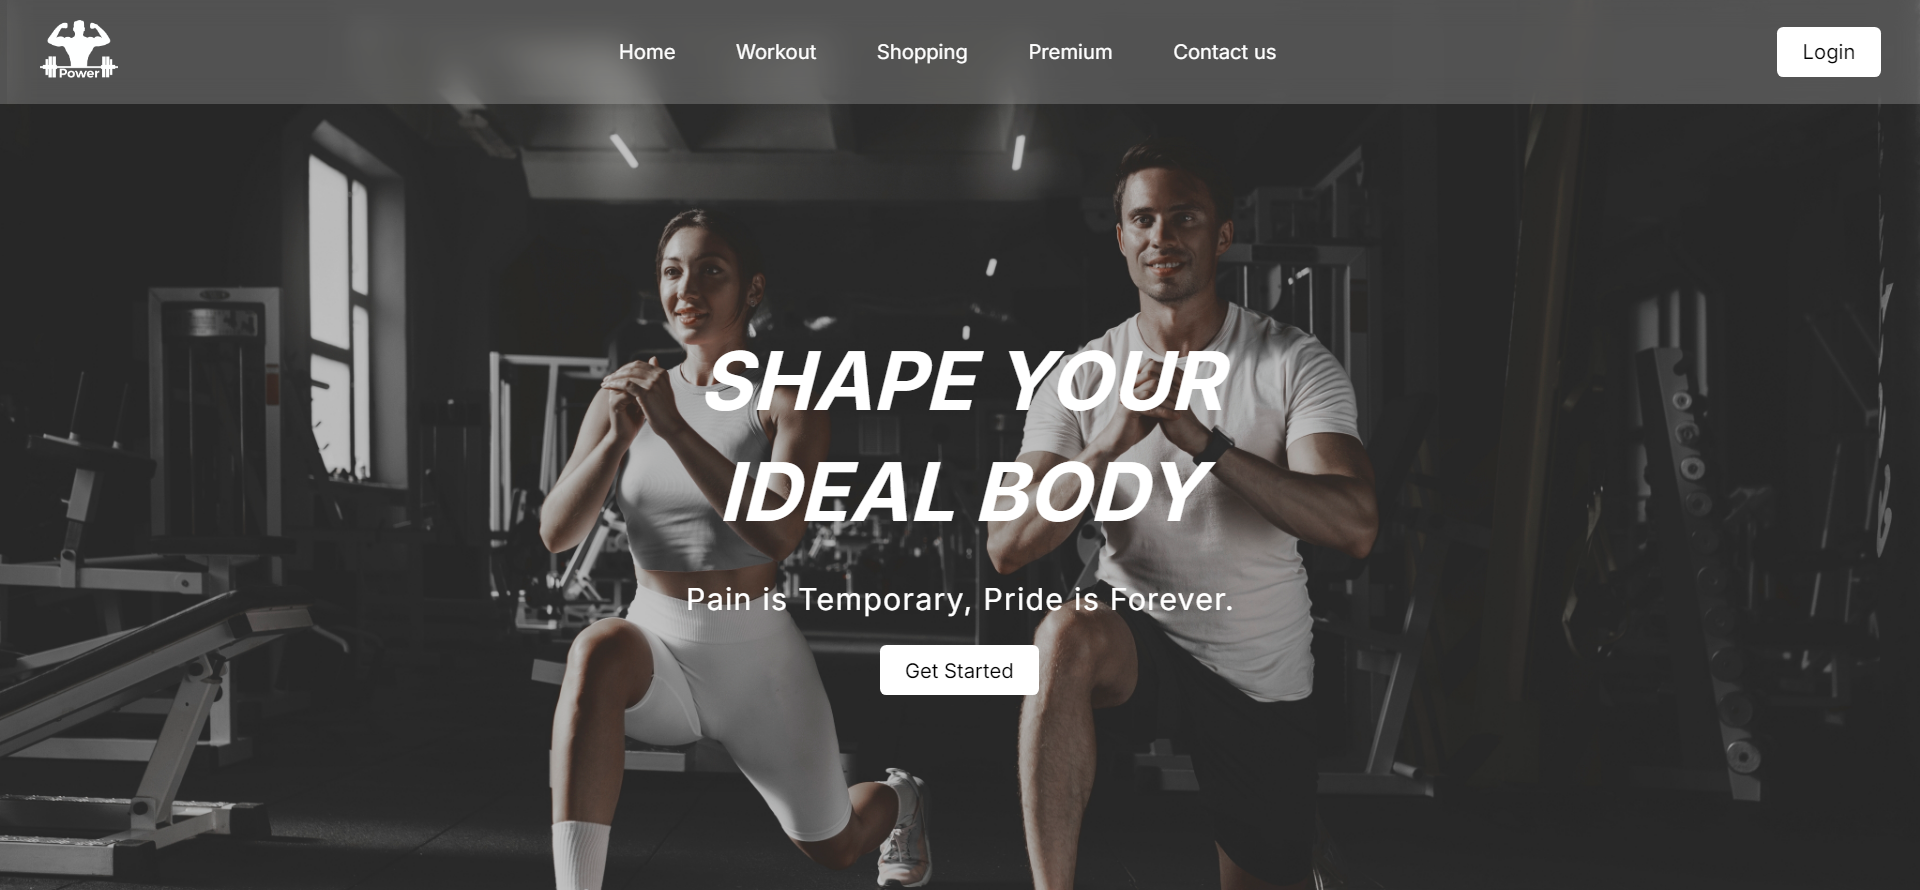 Power
Home
Workout
Shopping
Premium
Contact us
Login
SHAPE YOUR
IDEAL BODY
Pain is Temporary, Pride is Forever.
Get Started